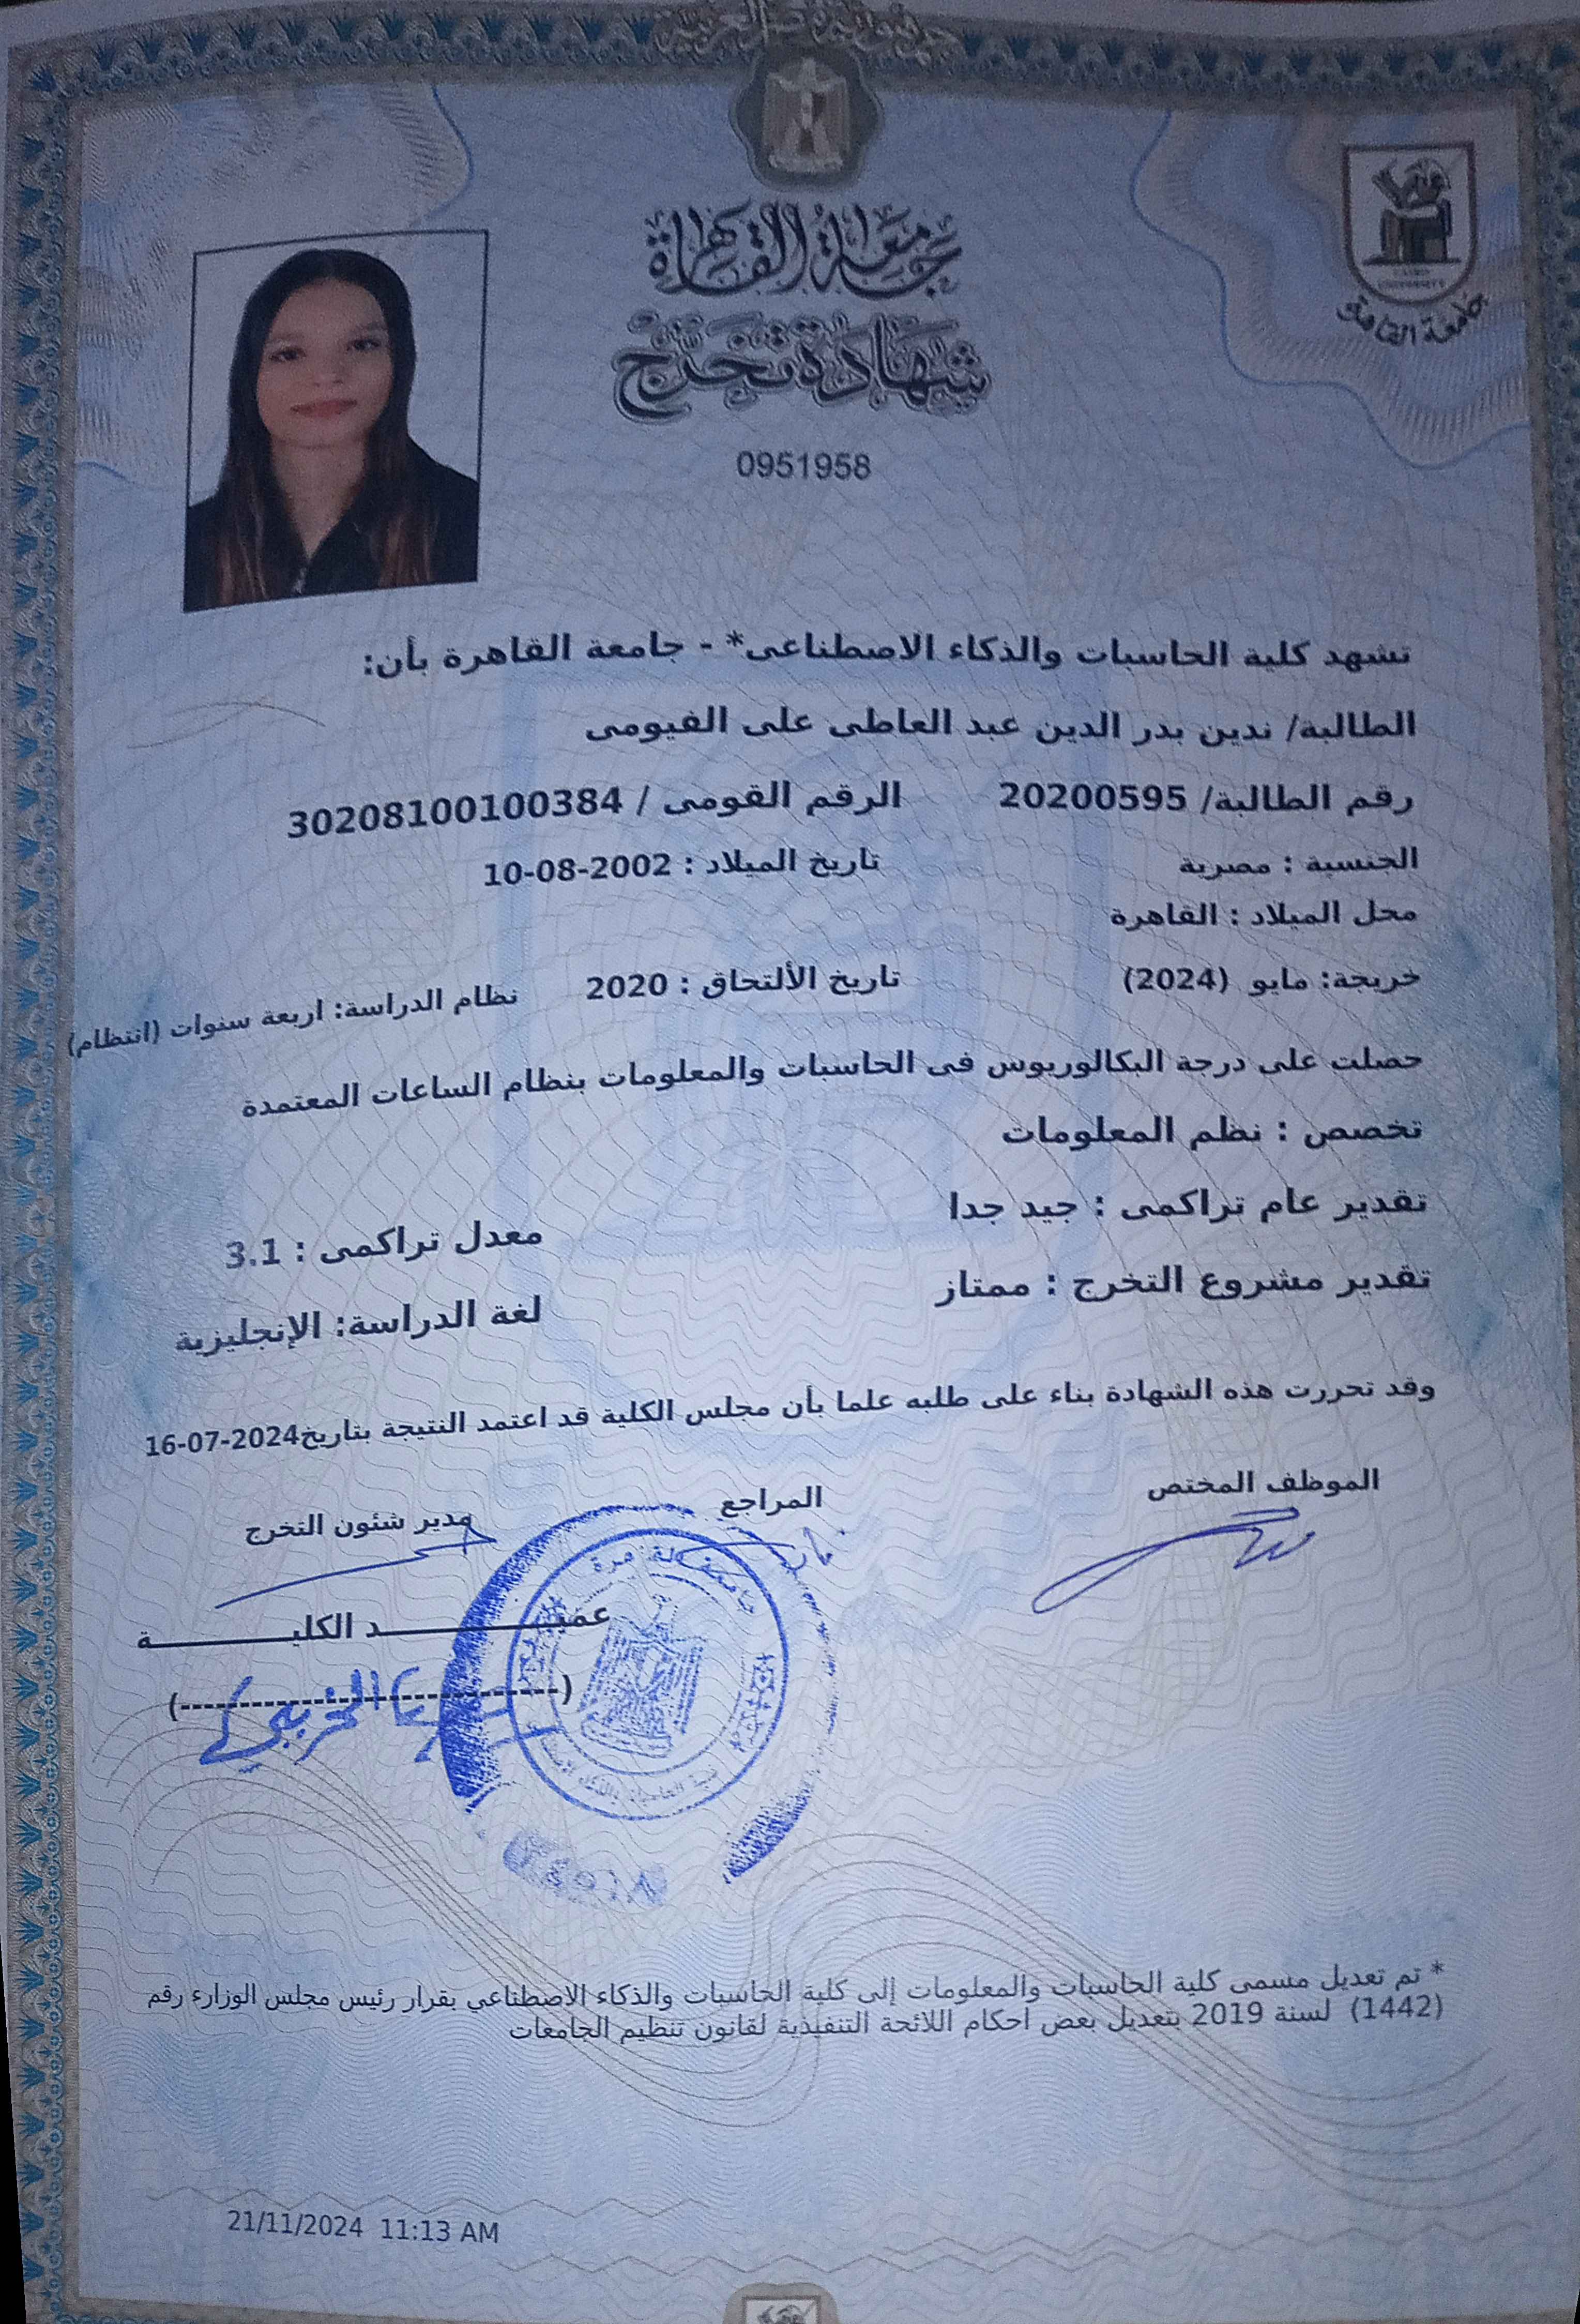 جمهورية مصر العربية
CAIRO UNIVERSITY
جامعة القاهرة
جامعة القاهرة
شهادة تخرج
0951958
تشهد كلية الحاسبات والذكاء الاصطناعى* - جامعة القاهرة بأن:
الطالبة/ ندين بدر الدين عبد العاطى على الفيومى
رقم الطالبة/ 20200595 الرقم القومى / 30208100100384
الجنسية : مصرية تاريخ الميلاد : 2002-08-10
محل الميلاد : القاهرة
خريجة: مايو (2024) تاريخ الألتحاق : 2020 نظام الدراسة: اربعة سنوات (انتظام)
حصلت على درجة البكالوريوس فى الحاسبات والمعلومات بنظام الساعات المعتمدة
تخصص : نظم المعلومات
تقدير عام تراكمى : جيد جدا معدل تراكمى : 3.1
تقدير مشروع التخرج : ممتاز لغة الدراسة: الإنجليزية
وقد تحررت هذه الشهادة بناء على طلبه علما بأن مجلس الكلية قد اعتمد النتيجة بتاريخ2024-07-16
الموظف المختص المراجع مدير شئون التخرج
عميـــــــــــد الكليـــــــــــة
(--------------------------------)
جامعة القاهرة
* تم تعديل مسمى كلية الحاسبات والمعلومات إلى كلية الحاسبات والذكاء الاصطناعي بقرار رئيس مجلس الوزارء رقم
(1442) لسنة 2019 بتعديل بعض احكام اللائحة التنفيذية لقانون تنظيم الجامعات
21/11/2024 11:13 AM